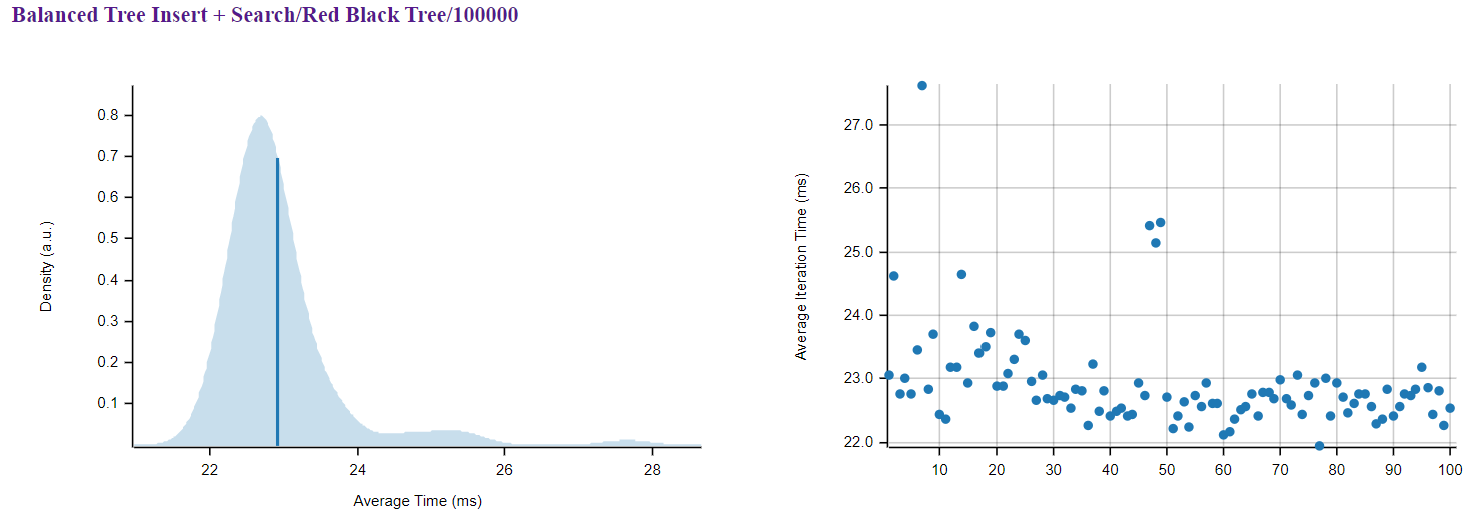 Balanced Tree Insert + Search/Red Black Tree/100000
Density (a.u.)
0.8
0.7
0.6
0.5
0.4
0.3
0.2
0.1
22 24 26 28
Average Time (ms)
Average Iteration Time (ms)
27.0
26.0
25.0
24.0
23.0
22.0
10 20 30 40 50 60 70 80 90 100